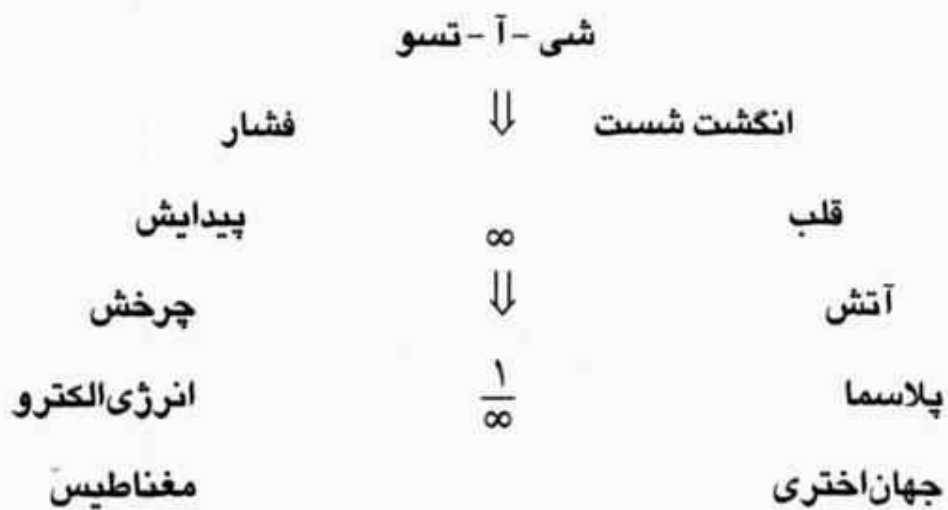 شی - آ - تسو
انگشت شست ⇓ فشار
قلب پیدایش
∞
آتش ⇓ چرخش
پلاسما ۱/∞ انرژی‌الکترو
جهان‌اختری مغناطیس